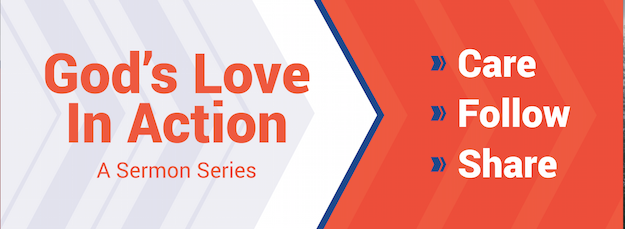 God's Love
In Action
A Sermon Series
Care
Follow
Share